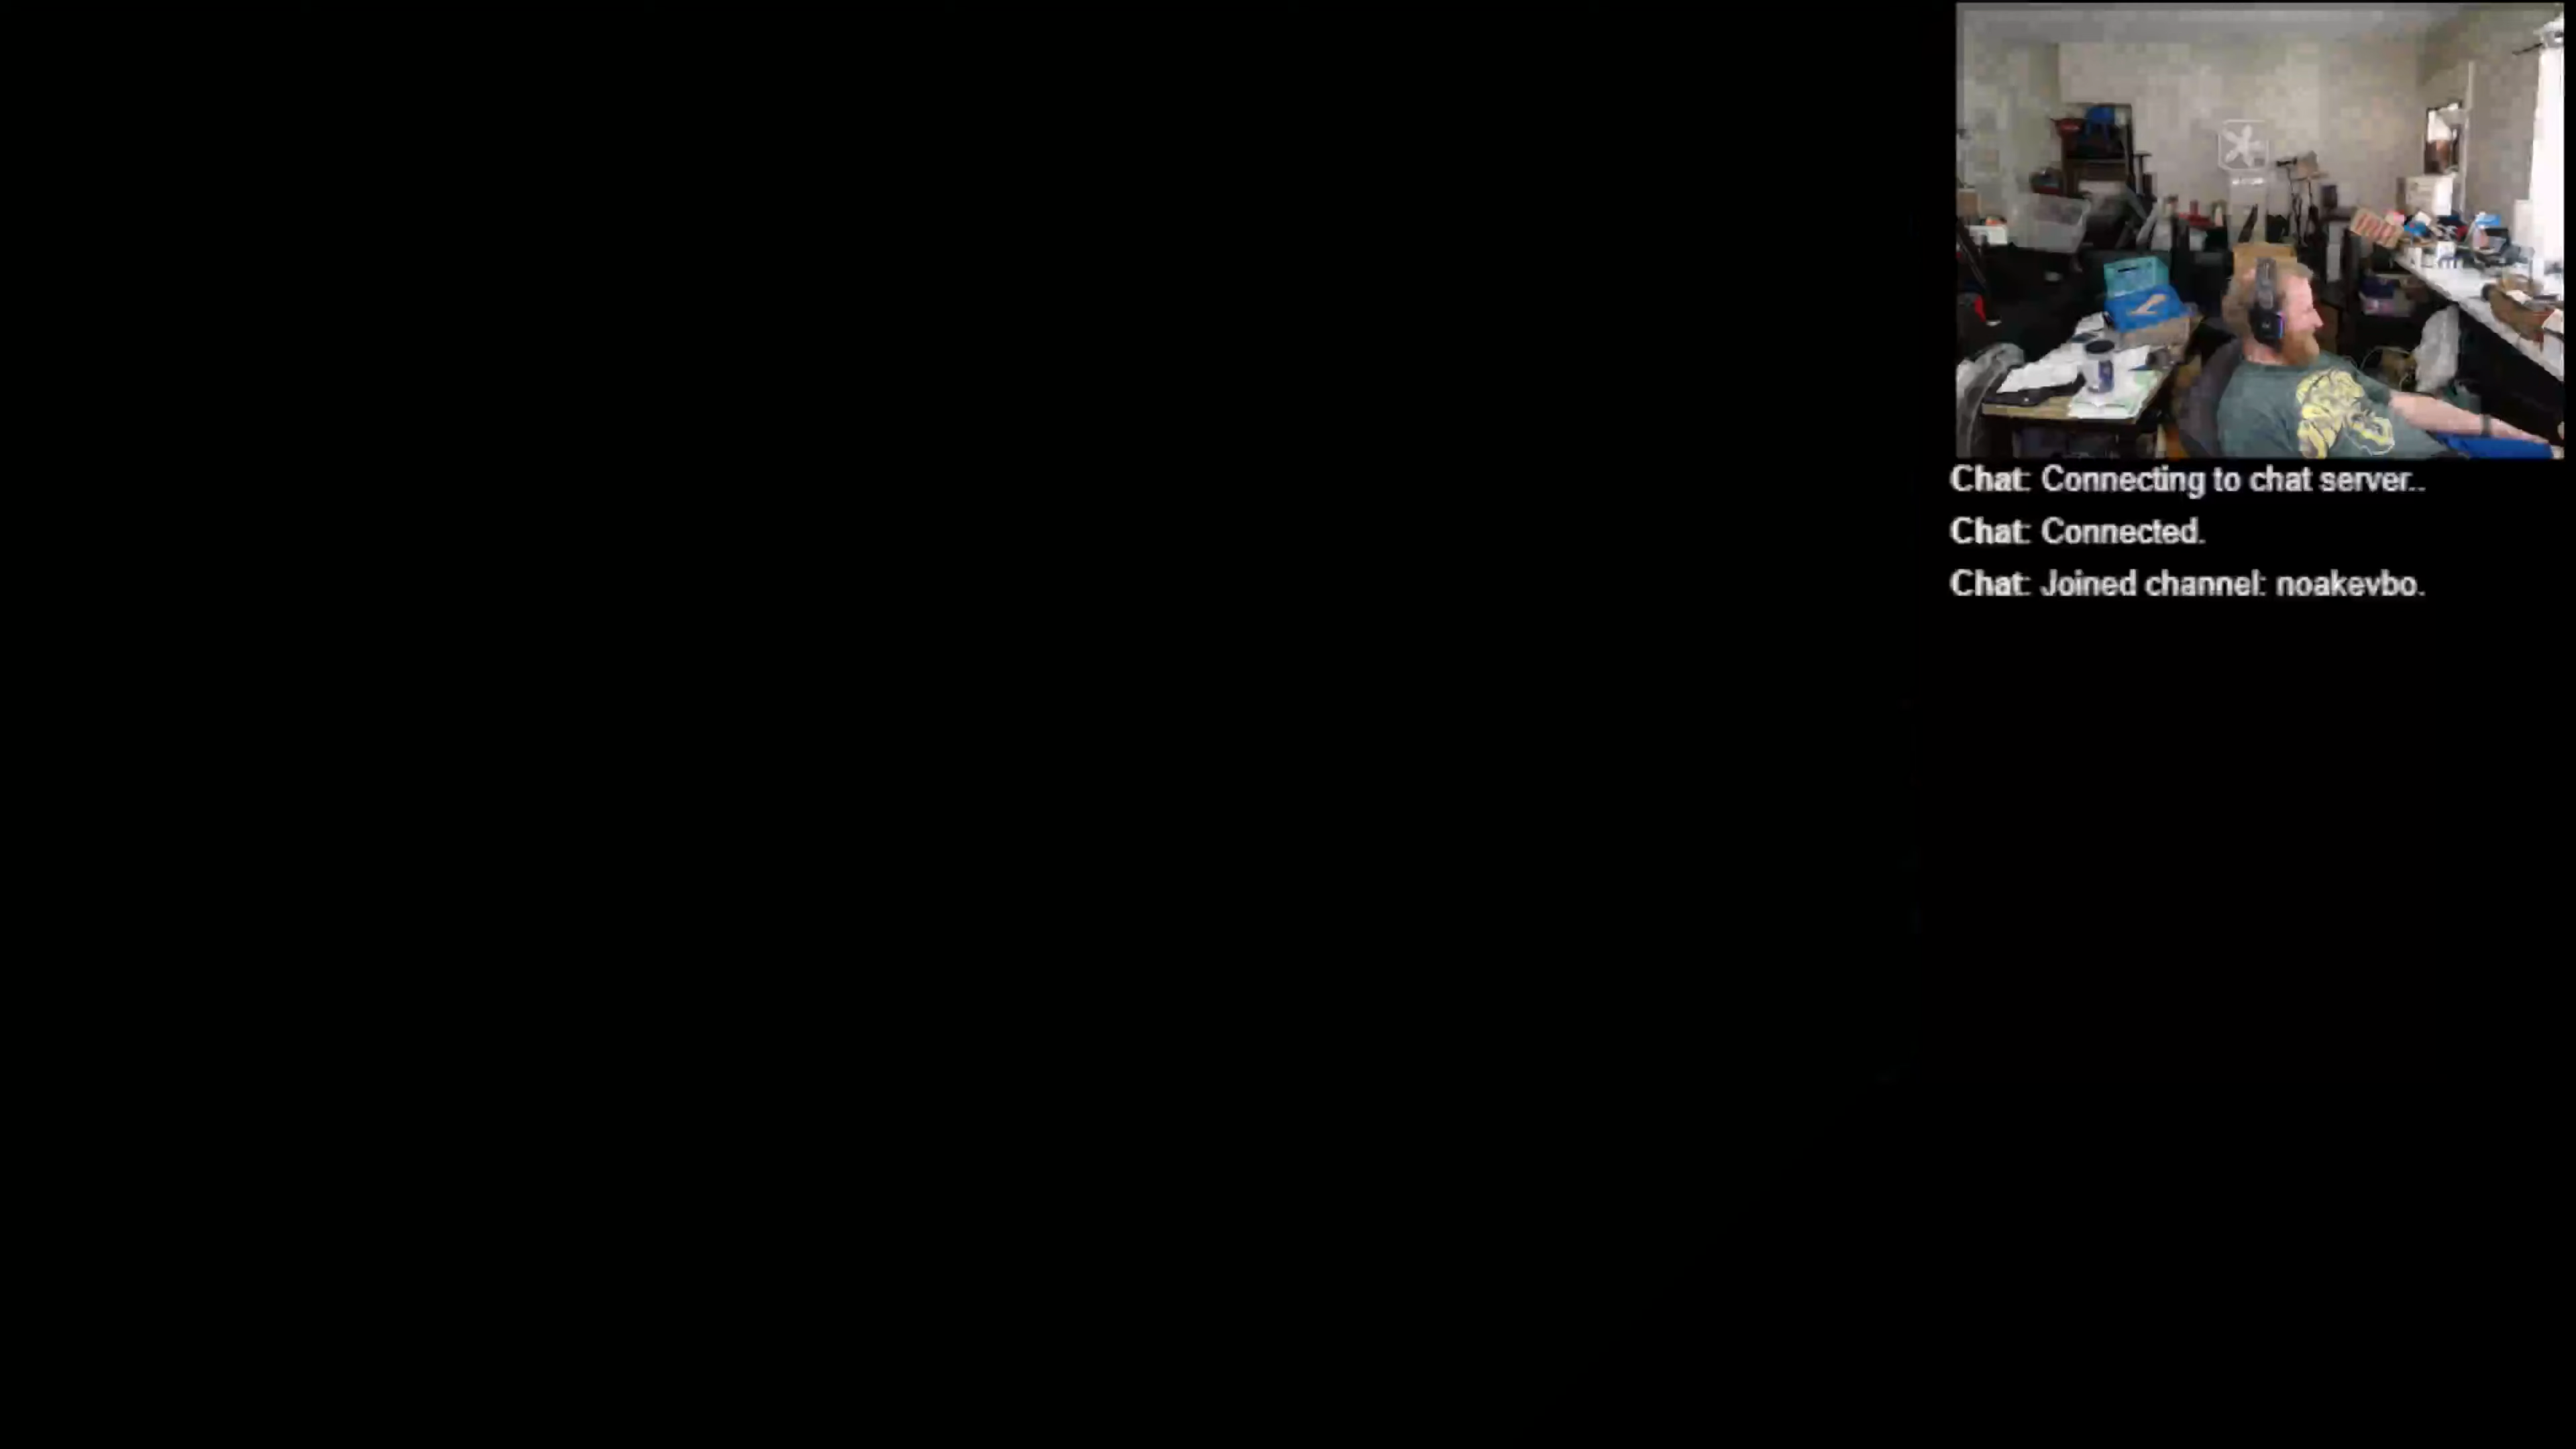 Chat: Connecting to chat server..
Chat: Connected.
Chat: Joined channel: noakevbo.